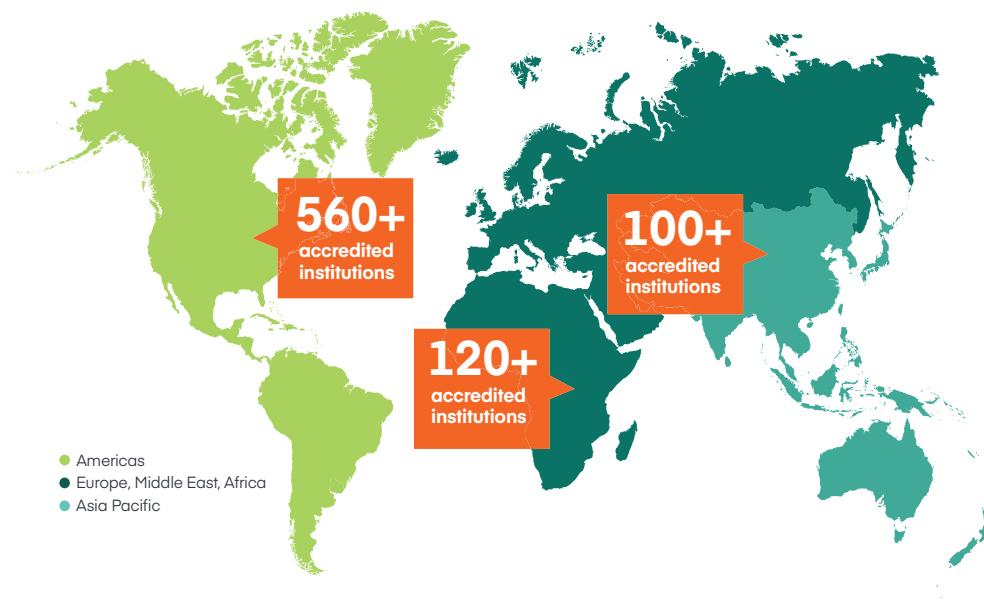 560+
accredited
institutions
100+
accredited
institutions
120+
accredited
institutions
Americas
Europe, Middle East, Africa
Asia Pacific